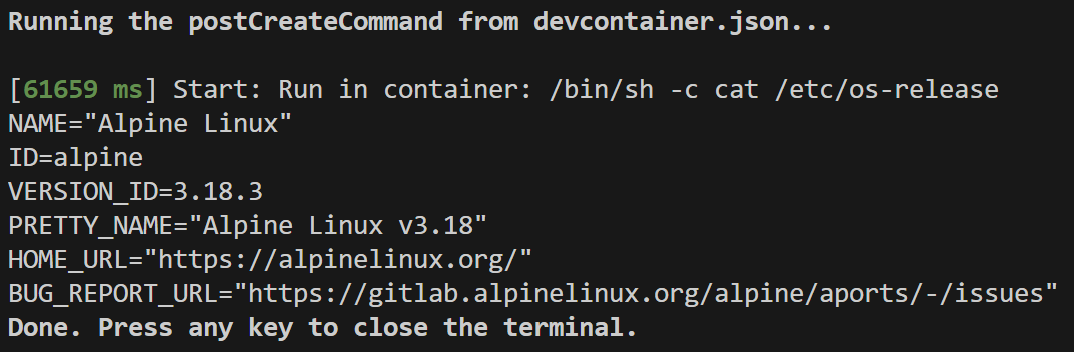 Running the postCreateCommand from devcontainer.json...
[61659 ms] Start: Run in container: /bin/sh -c cat /etc/os-release
NAME="Alpine Linux"
ID=alpine
VERSION_ID=3.18.3
PRETTY_NAME="Alpine Linux v3.18"
HOME_URL="https://alpinelinux.org/"
BUG_REPORT_URL="https://gitlab.alpinelinux.org/alpine/aports/-/issues"
Done. Press any key to close the terminal.